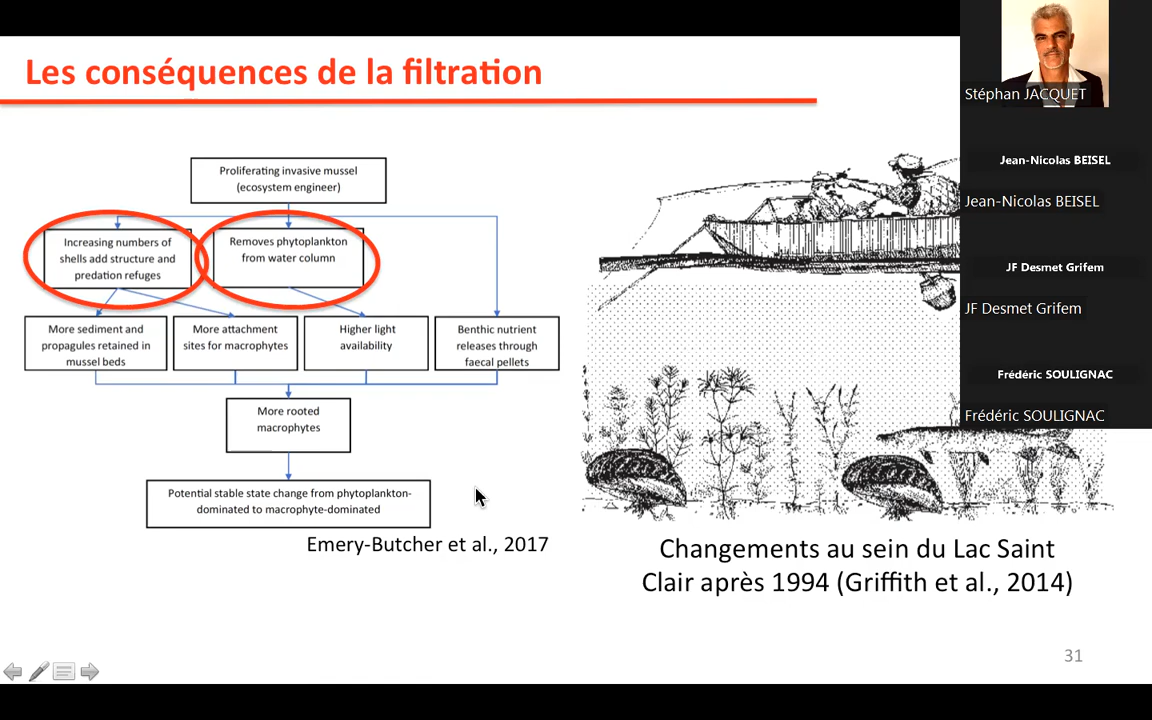 Les conséquences de la filtration
Proliferating invasive mussel
(ecosystem engineer)
Increasing numbers of
shells add structure and
predation refuges
Removes phytoplankton
from water column
More sediment and
propagules retained in
mussel beds
More attachment
sites for macrophytes
Higher light
availability
Benthic nutrient
releases through
faecal pellets
More rooted
macrophytes
Potential stable state change from phytoplankton-
dominated to macrophyte-dominated
Emery-Butcher et al., 2017
Changements au sein du Lac Saint
Clair après 1994 (Griffith et al., 2014)
31
Stéphan JACQUET
Jean-Nicolas BEISEL
Jean-Nicolas BEISEL
JF Desmet Grifem
JF Desmet Grifem
Frédéric SOULIGNAC
Frédéric SOULIGNAC